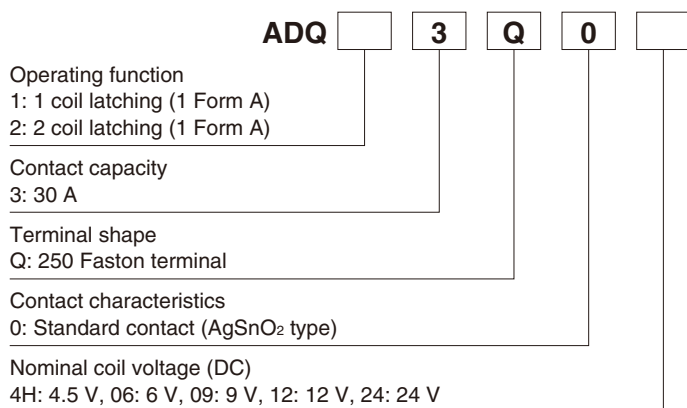 ADQ 3 Q 0
Operating function
1: 1 coil latching (1 Form A)
2: 2 coil latching (1 Form A)
Contact capacity
3: 30 A
Terminal shape
Q: 250 Faston terminal
Contact characteristics
0: Standard contact (AgSnO₂ type)
Nominal coil voltage (DC)
4H: 4.5 V, 06: 6 V, 09: 9 V, 12: 12 V, 24: 24 V